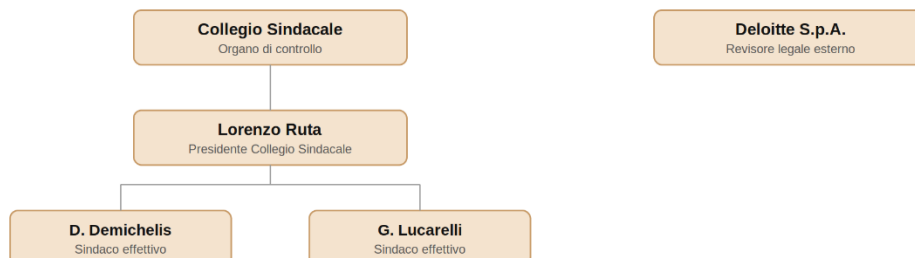 Collegio Sindacale
Organo di controllo
Deloitte S.p.A.
Revisore legale esterno
Lorenzo Ruta
Presidente Collegio Sindacale
D. Demichelis
Sindaco effettivo
G. Lucarelli
Sindaco effettivo